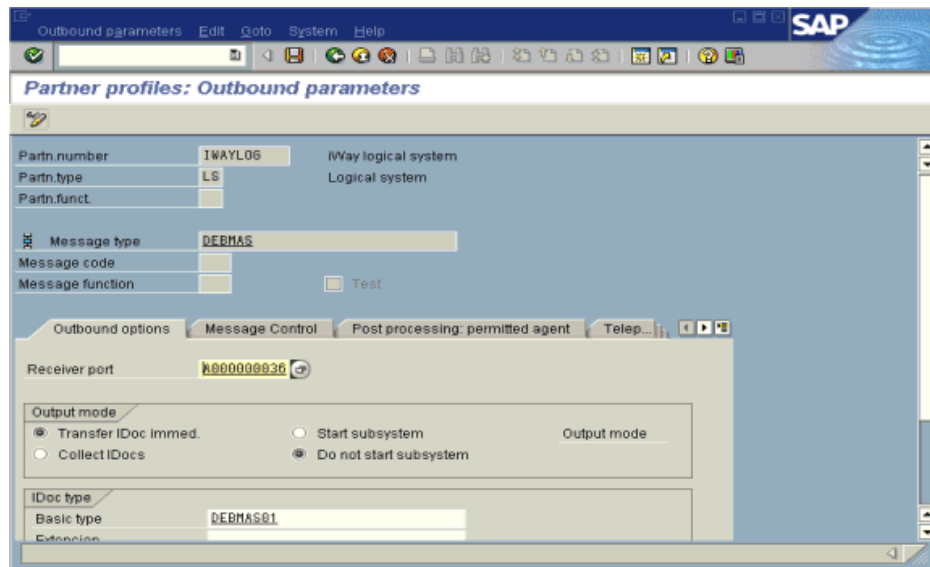 Outbound parameters Edit Goto System Help
SAP
Partner profiles: Outbound parameters
Partn.number IWAYLOG iWay logical system
Partn.type LS Logical system
Partn.funct.
Message type DEBMAS
Message code
Message function Test
Outbound options Message Control Post processing: permitted agent Telep...
Receiver port A000000036
Output mode
Transfer IDoc immed. Start subsystem Output mode
Collect IDocs Do not start subsystem
IDoc type
Basic type DEBMAS01
Extension